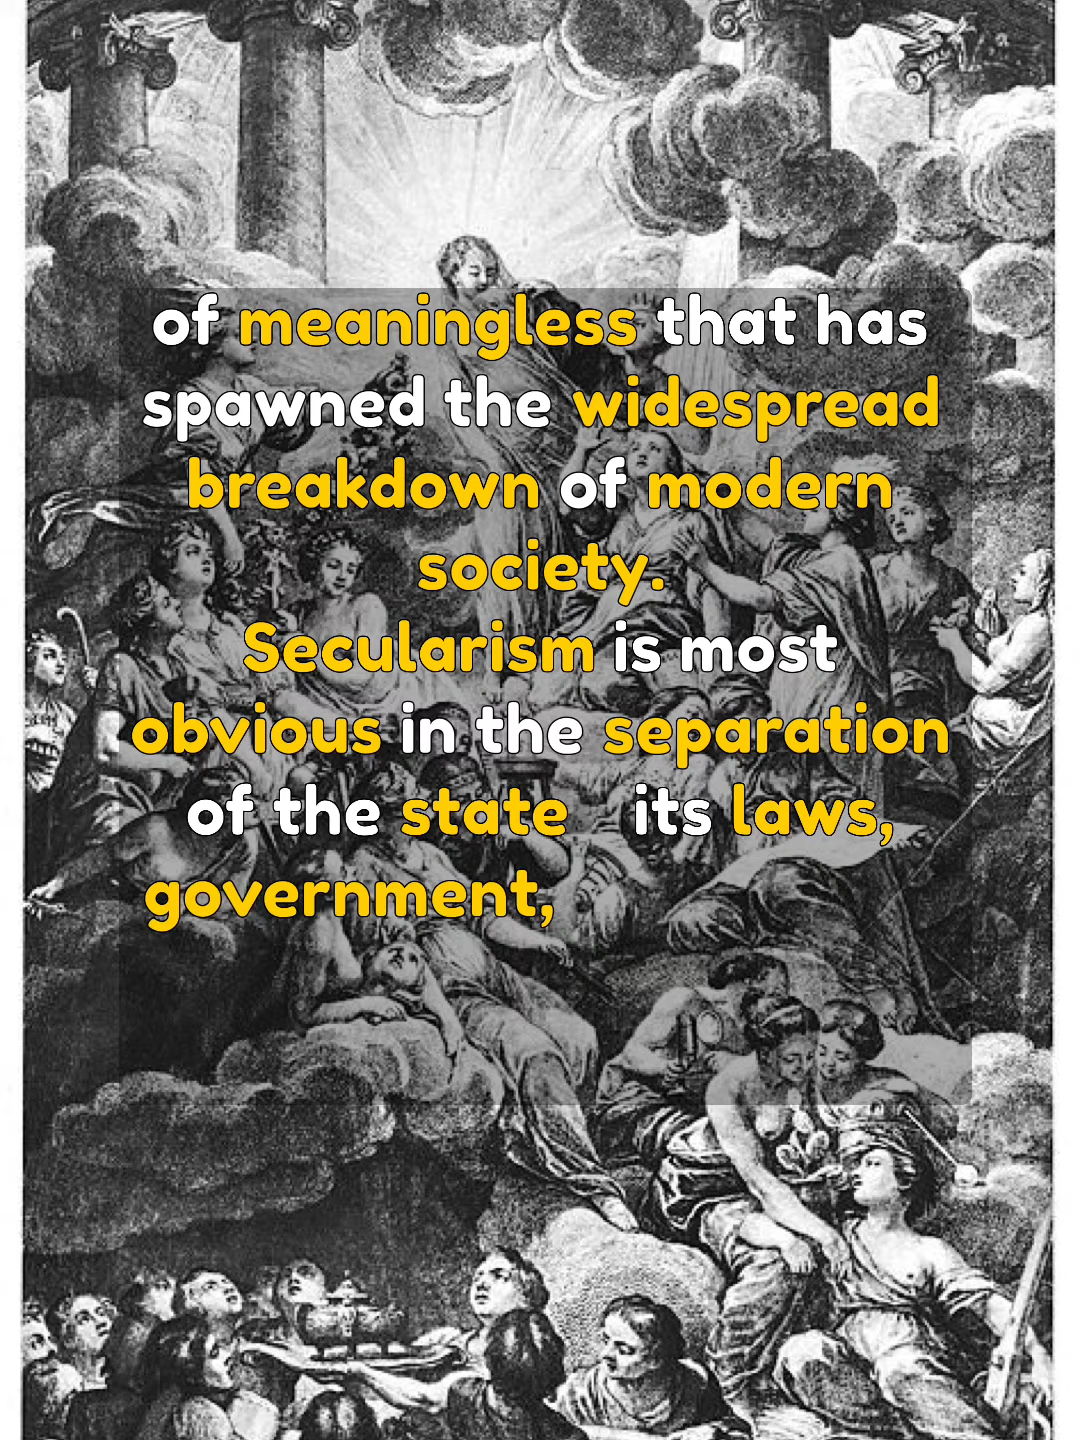 of meaningless that has
spawned the widespread
breakdown of modern
society.
Secularism is most
obvious in the separation
of the state its laws,
government,